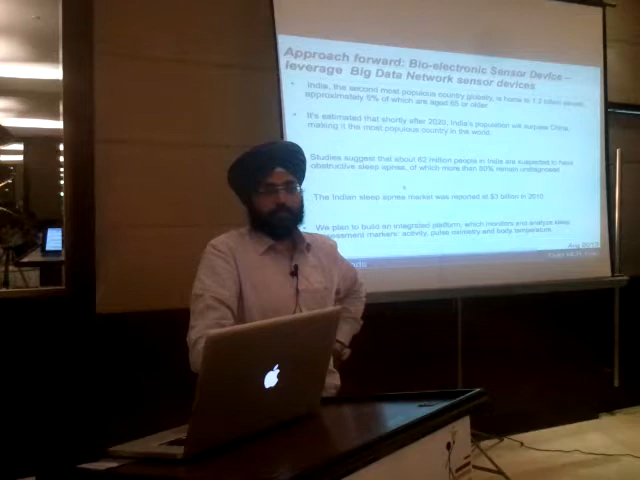 Approach forward: Bio-electronic Sensor Device –
leverage Big Data Network sensor devices
• India, the second most populous country globally, is home to 1.2 billion people,
approximately 5% of which are aged 65 or older
• It's estimated that shortly after 2020, India's population will surpass China,
making it the most populous country in the world.
Studies suggest that about 62 million people in India are suspected to have
obstructive sleep apnea, of which more than 80% remain undiagnosed
The Indian sleep apnea market was reported at $3 billion in 2010
• We plan to build an integrated platform, which monitors and analyze sleep
assessment markers: activity, pulse oximetry and body temperature.
Aug 2013